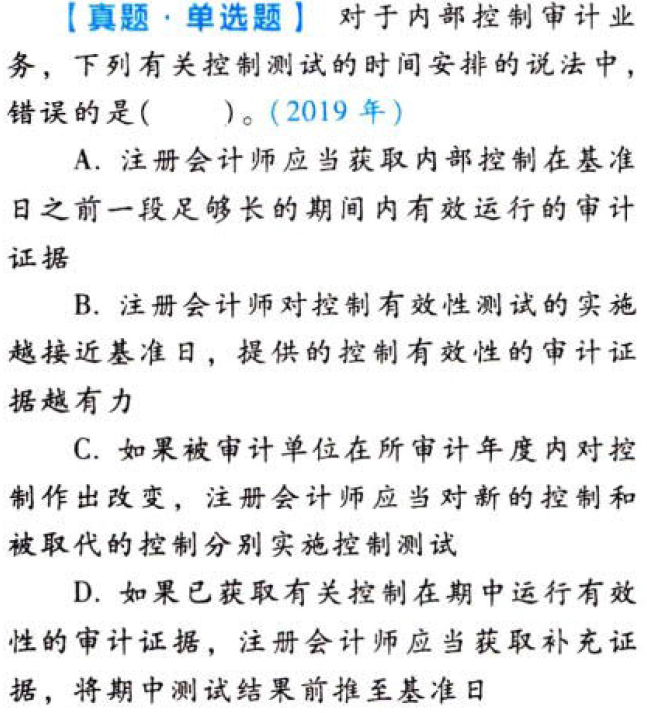 【真题·单选题】 对于内部控制审计业
务，下列有关控制测试的时间安排的说法中，
错误的是(  )。(2019 年)
A. 注册会计师应当获取内部控制在基准
日之前一段足够长的期间内有效运行的审计
证据
B. 注册会计师对控制有效性测试的实施
越接近基准日，提供的控制有效性的审计证
据越有力
C. 如果被审计单位在所审计年度内对控
制作出改变，注册会计师应当对新的控制和
被取代的控制分别实施控制测试
D. 如果已获取有关控制在期中运行有效
性的审计证据，注册会计师应当获取补充证
据，将期中测试结果前推至基准日